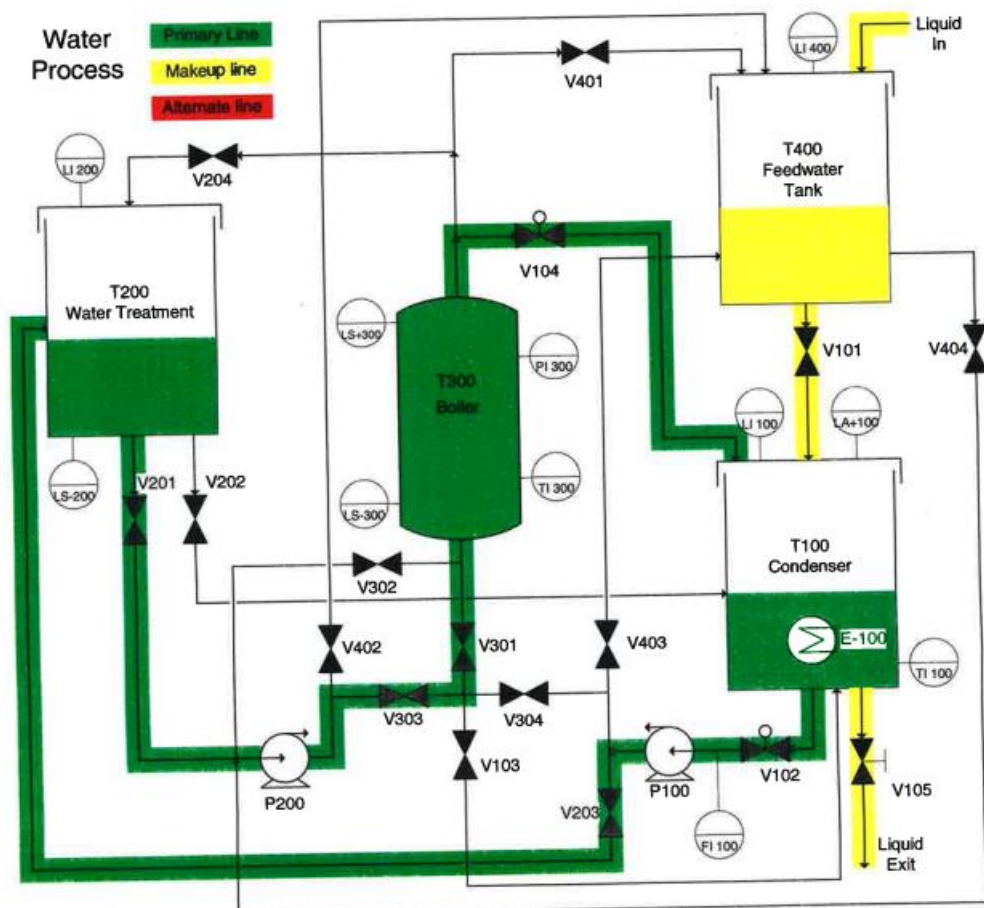 Water
Process
Primary Line
Makeup line
Alternate line
LI 400
Liquid
In
V401
LI 200
V204
T400
Feedwater
Tank
V104
T200
Water Treatment
LS+300
PI 300
T300
Boiler
V101
V404
LI 100
LA+100
LS-200
V201
V202
LS-300
TI 300
V302
T100
Condenser
V402
V301
V403
E-100
TI 100
V303
V304
V103
P200
P100
V102
V105
V203
FI 100
Liquid
Exit